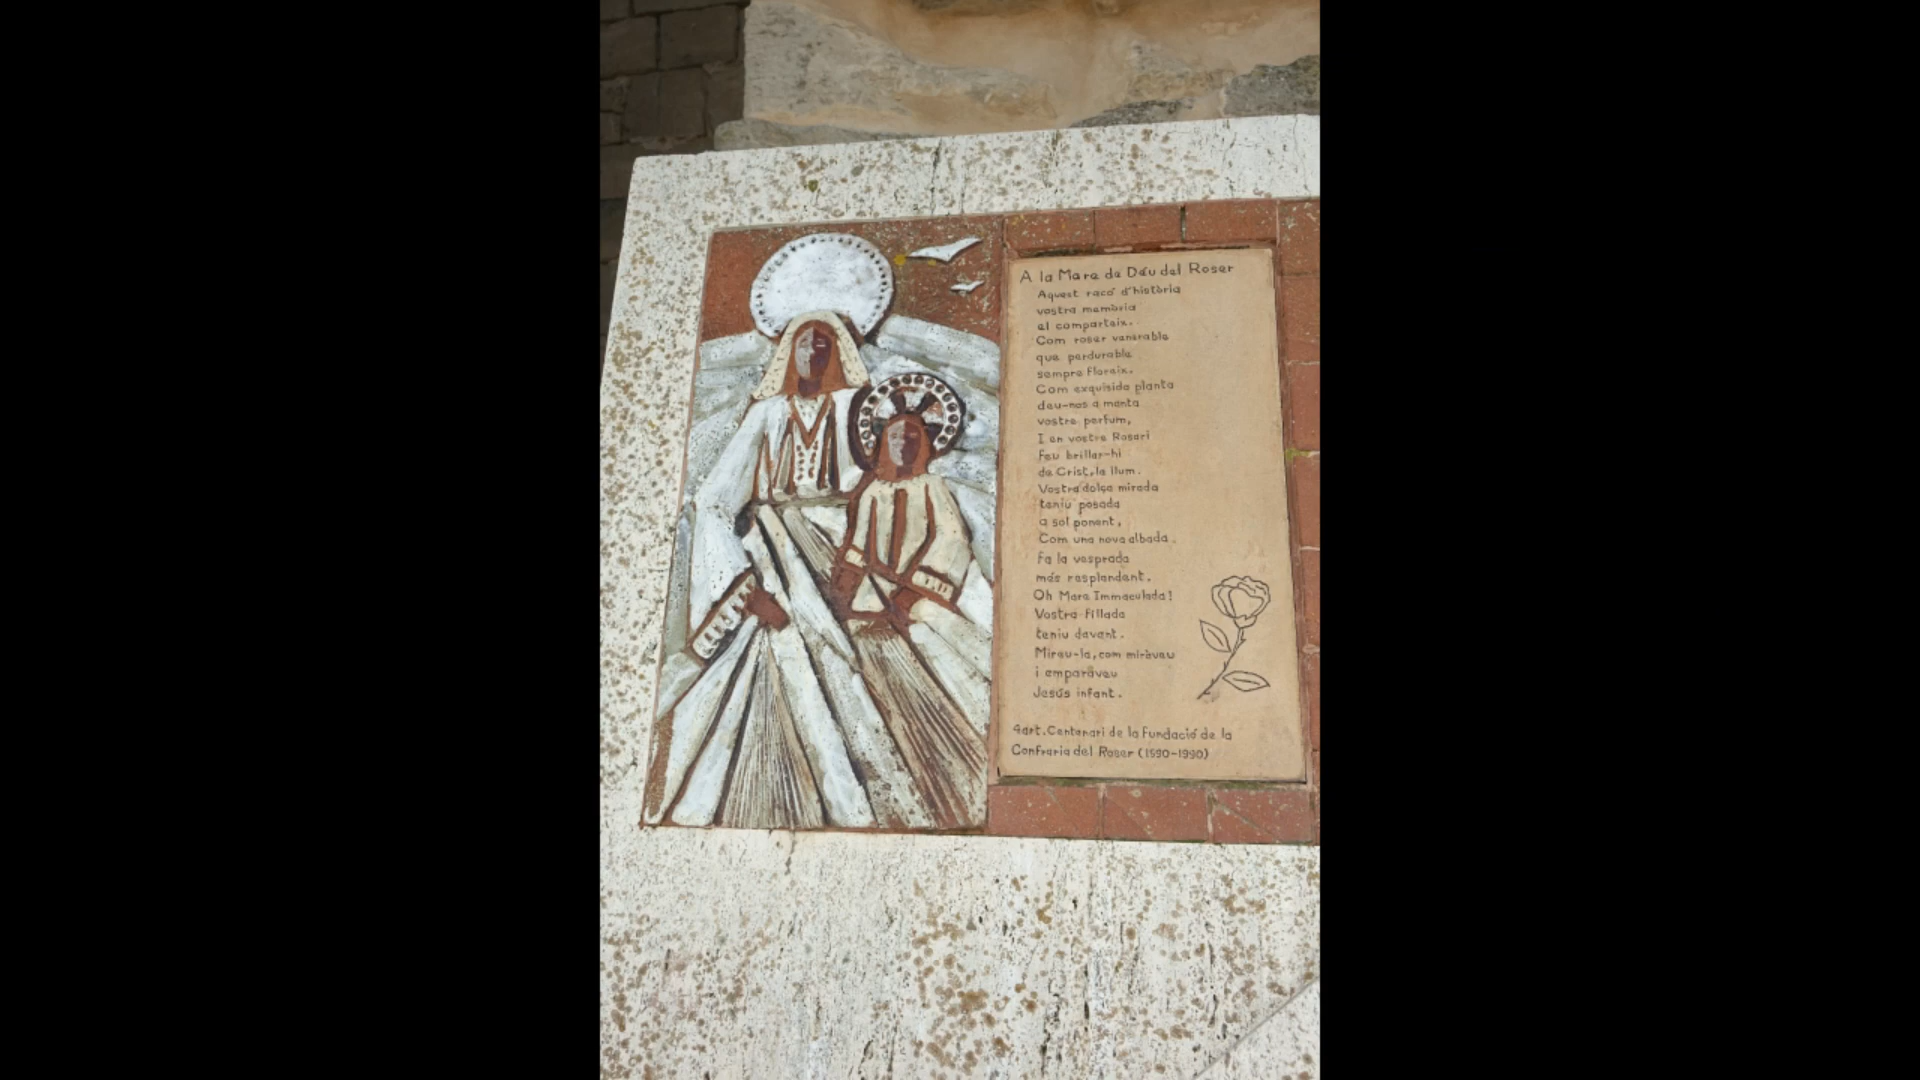 A la Mare de Déu del Roser
Aquest racó d'història
vostra memòria
el comparteix.
Com roser venerable
que perdurable
sempre floreix.
Com exquisida planta
deu-nos a manta
vostre perfum,
I en vostre Rosari
Feu brillar-hi
de Crist, la llum.
Vostra dolça mirada
teniu posada
a sol ponent,
Com una nova albada.
Fa la vesprada
més resplandent.
Oh Mare Immaculada!
Vostra fillada
teniu davant.
Mireu-la, com miràveu
i emparàveu
Jesús infant.
4art. Centenari de la Fundació de la
Confraria del Roser (1590-1990)